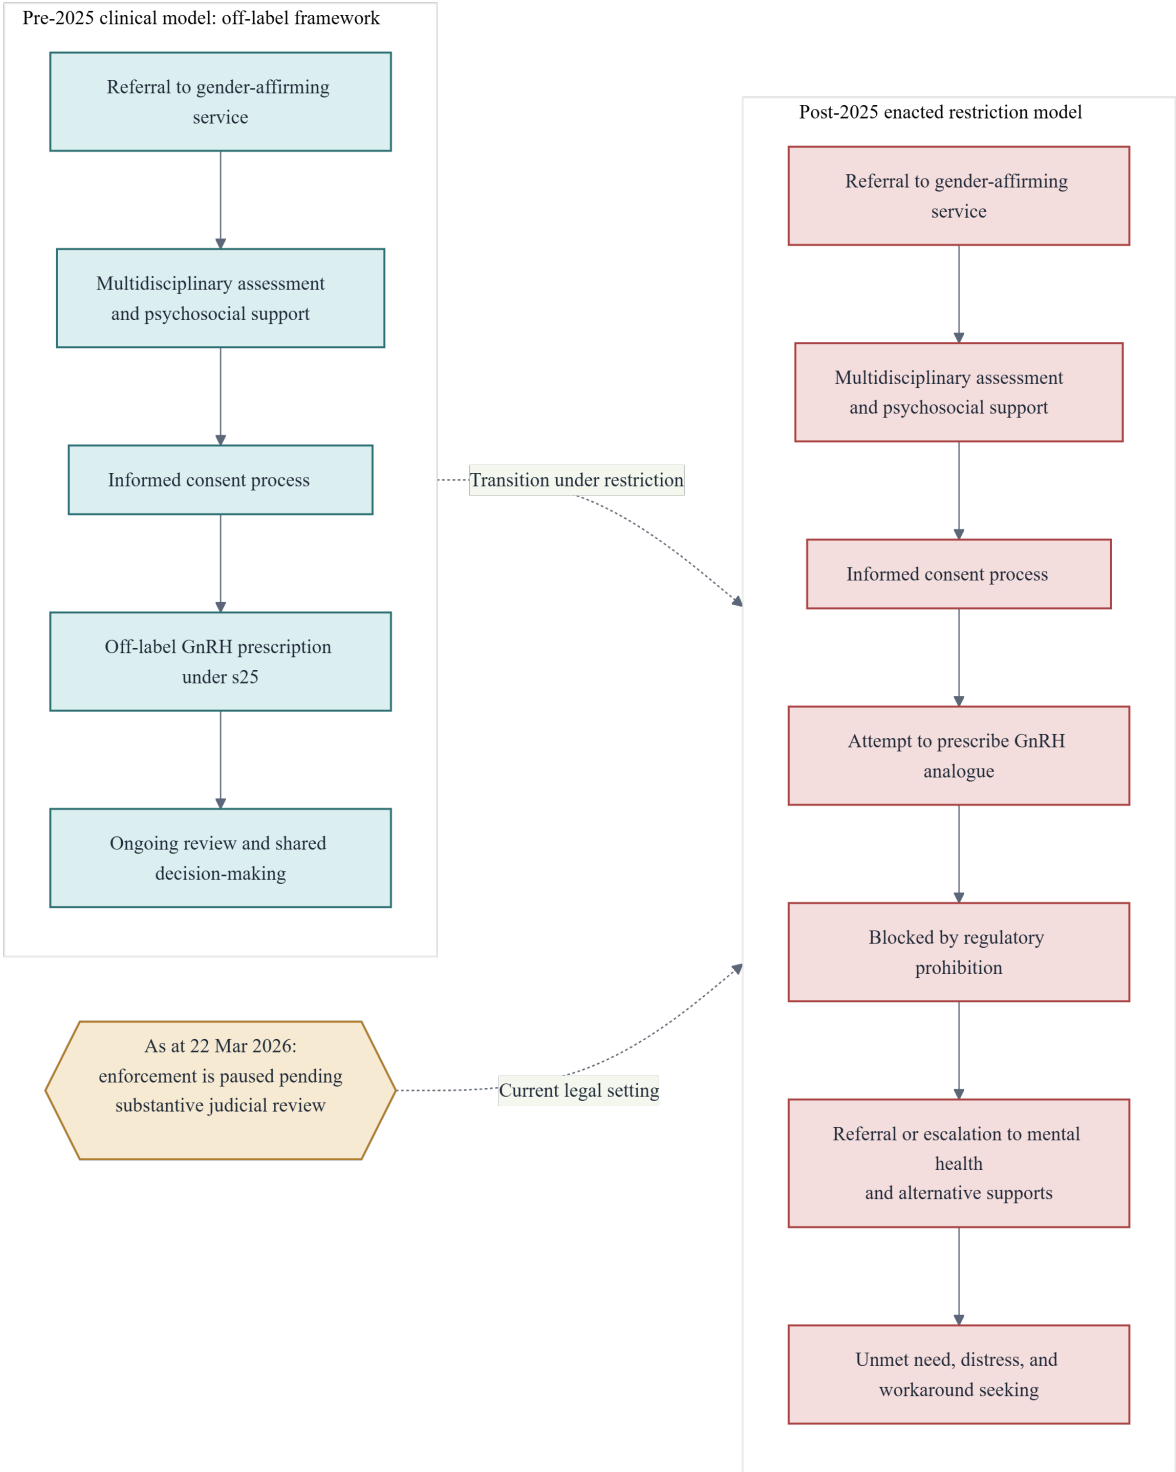 Pre-2025 clinical model: off-label framework
Referral to gender-affirming
service
Multidisciplinary assessment
and psychosocial support
Informed consent process
Off-label GnRH prescription
under s25
Ongoing review and shared
decision-making
As at 22 Mar 2026:
enforcement is paused pending
substantive judicial review
Transition under restriction
Current legal setting
Post-2025 enacted restriction model
Referral to gender-affirming
service
Multidisciplinary assessment
and psychosocial support
Informed consent process
Attempt to prescribe GnRH
analogue
Blocked by regulatory
prohibition
Referral or escalation to mental
health
and alternative supports
Unmet need, distress, and
workaround seeking